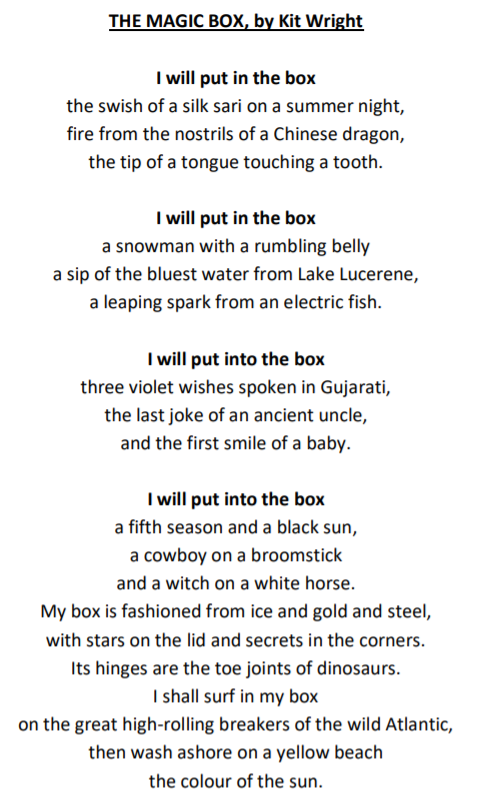 THE MAGIC BOX, by Kit Wright
I will put in the box
the swish of a silk sari on a summer night,
fire from the nostrils of a Chinese dragon,
the tip of a tongue touching a tooth.
I will put in the box
a snowman with a rumbling belly
a sip of the bluest water from Lake Lucerene,
a leaping spark from an electric fish.
I will put into the box
three violet wishes spoken in Gujarati,
the last joke of an ancient uncle,
and the first smile of a baby.
I will put into the box
a fifth season and a black sun,
a cowboy on a broomstick
and a witch on a white horse.
My box is fashioned from ice and gold and steel,
with stars on the lid and secrets in the corners.
Its hinges are the toe joints of dinosaurs.
I shall surf in my box
on the great high-rolling breakers of the wild Atlantic,
then wash ashore on a yellow beach
the colour of the sun.